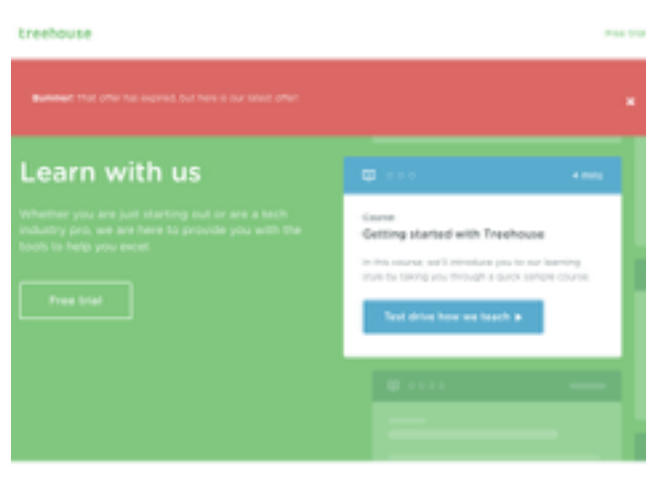 treehouse
Free trial
Bummer! That offer has expired, but here is our latest offer!
Learn with us
Whether you are just starting out or are a tech
industry pro, we are here to provide you with the
tools to help you excel.
Free trial
4 mins
Course
Getting started with Treehouse
In this course, we'll introduce you to our learning
style by taking you through a quick sample course.
Test drive how we teach